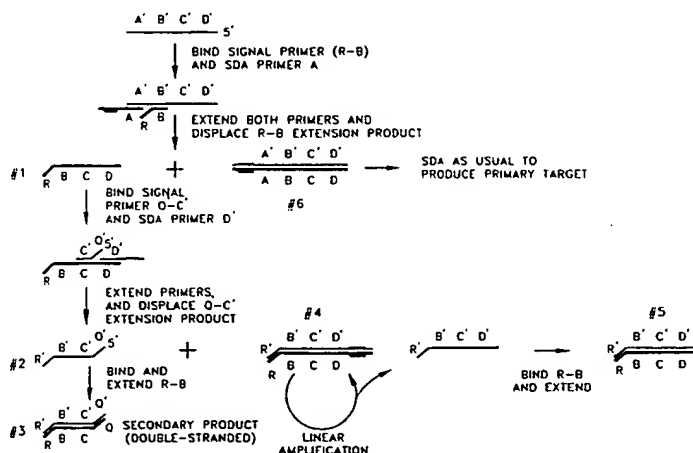 A' B' C' D'
5'
BIND SIGNAL PRIMER (R-B)
AND SDA PRIMER A
A' B' C' D'
A R B
EXTEND BOTH PRIMERS AND
DISPLACE R-B EXTENSION PRODUCT
#1
R B C D
+
A' B' C' D'
A B C D
#6
SDA AS USUAL TO
PRODUCE PRIMARY TARGET
BIND SIGNAL
PRIMER Q-C'
AND SDA PRIMER D'
C' Q' 5' D'
R B C D
EXTEND PRIMERS,
AND DISPLACE Q-C'
EXTENSION PRODUCT
#2
R' B' C' Q' 5'
+
#4
R' B' C' D'
R B C D
LINEAR
AMPLIFICATION
R' B' C' D'
BIND R-B
AND EXTEND
#5
R' B' C' D'
R B C D
BIND AND
EXTEND R-B
#3
R' B' C' Q'
R B C Q
SECONDARY PRODUCT
(DOUBLE-STRANDED)